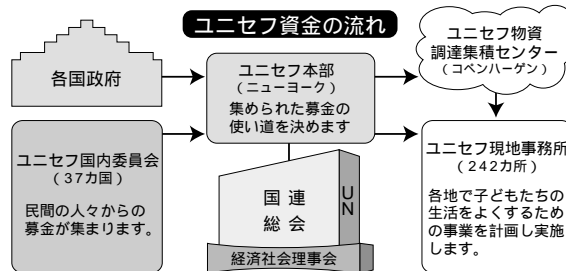 ユニセフ資金の流れ
各国政府
ユニセフ本部
(ニューヨーク)
集められた募金の
使い道を決めます
ユニセフ物資
調達集積センター
(コペンハーゲン)
ユニセフ国内委員会
(37カ国)
民間の人々からの
募金が集まります。
国連
総会
UN
経済社会理事会
ユニセフ現地事務所
(242カ所)
各地で子どもたちの
生活をよくするため
の事業を計画し実施
します。